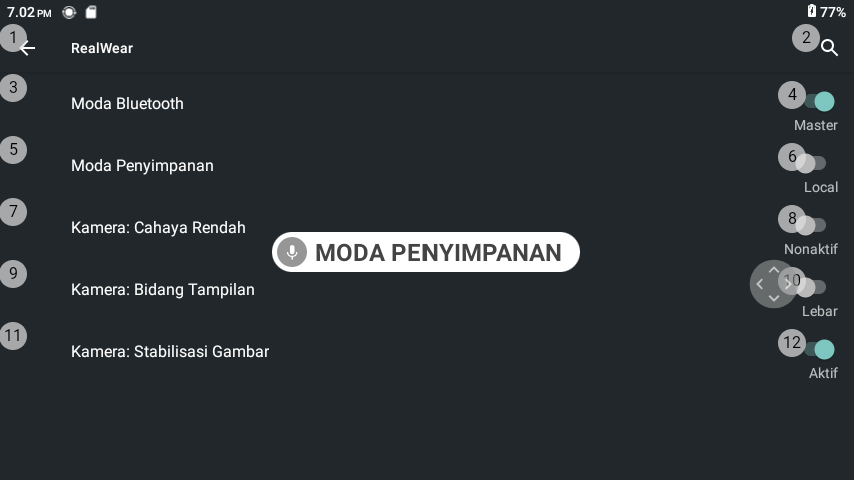 7.02 PM
77%
1
RealWear
2
3
Moda Bluetooth
4
Master
5
Moda Penyimpanan
6
Local
7
Kamera: Cahaya Rendah
8
Nonaktif
MODA PENYIMPANAN
9
Kamera: Bidang Tampilan
10
Lebar
11
Kamera: Stabilisasi Gambar
12
Aktif